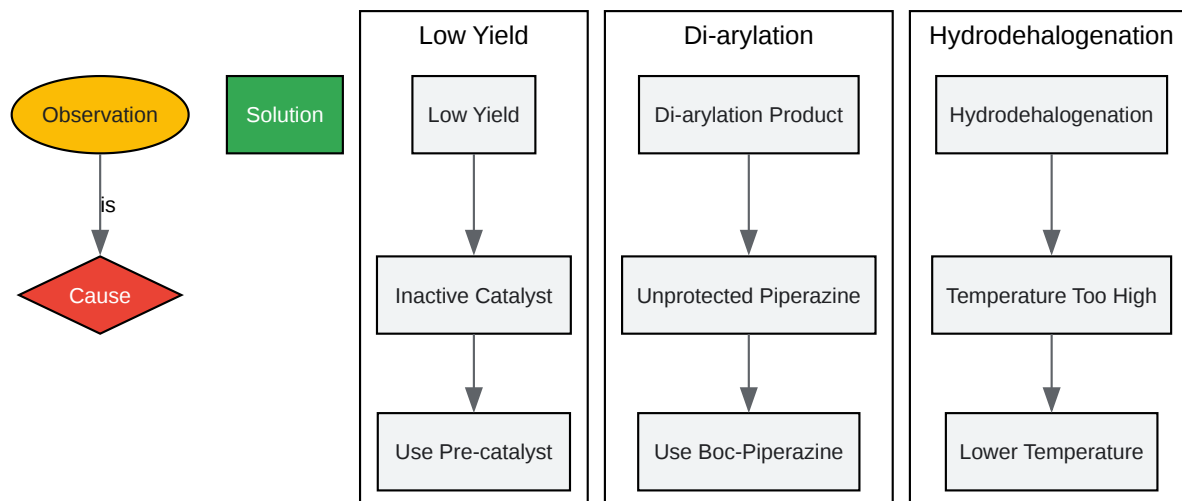 Observation
is
Cause
Solution
Low Yield
Low Yield
Inactive Catalyst
Use Pre-catalyst
Di-arylation
Di-arylation Product
Unprotected Piperazine
Use Boc-Piperazine
Hydrodehalogenation
Hydrodehalogenation
Temperature Too High
Lower Temperature